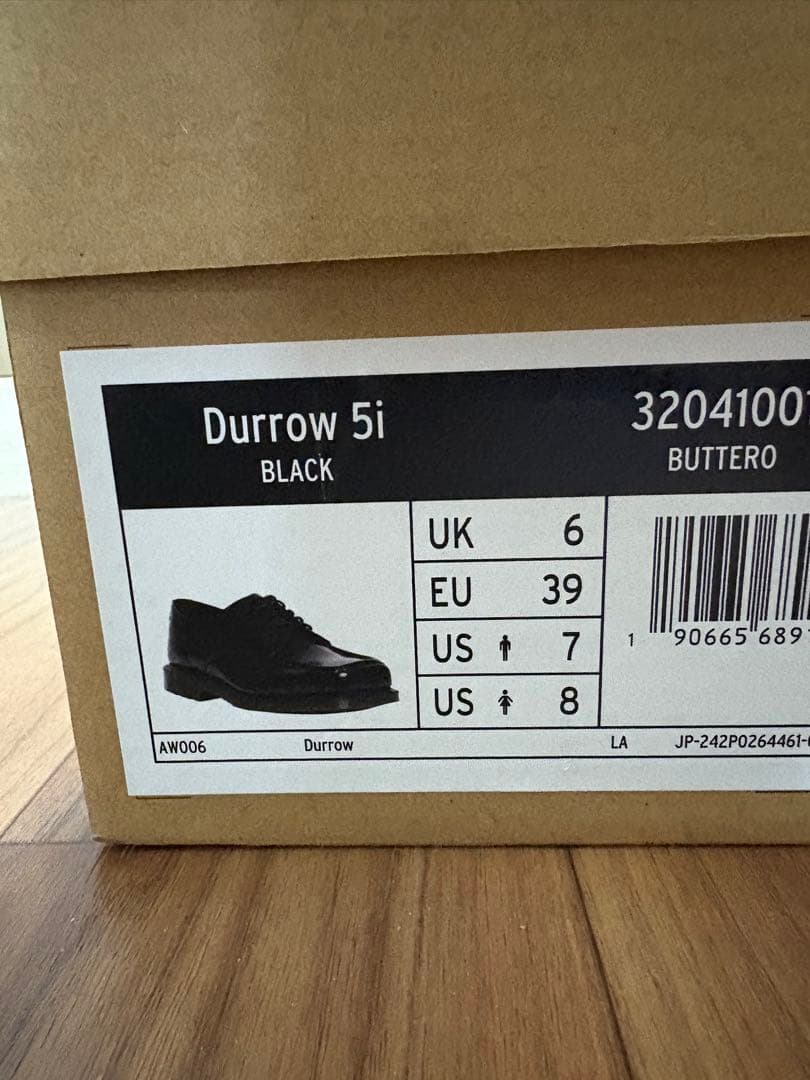 Durrow 5i
BLACK
32041001
BUTTERO
UK 6
EU 39
US 7
US 8
1 90665 689
AW006 Durrow LA JP-242P0264461-